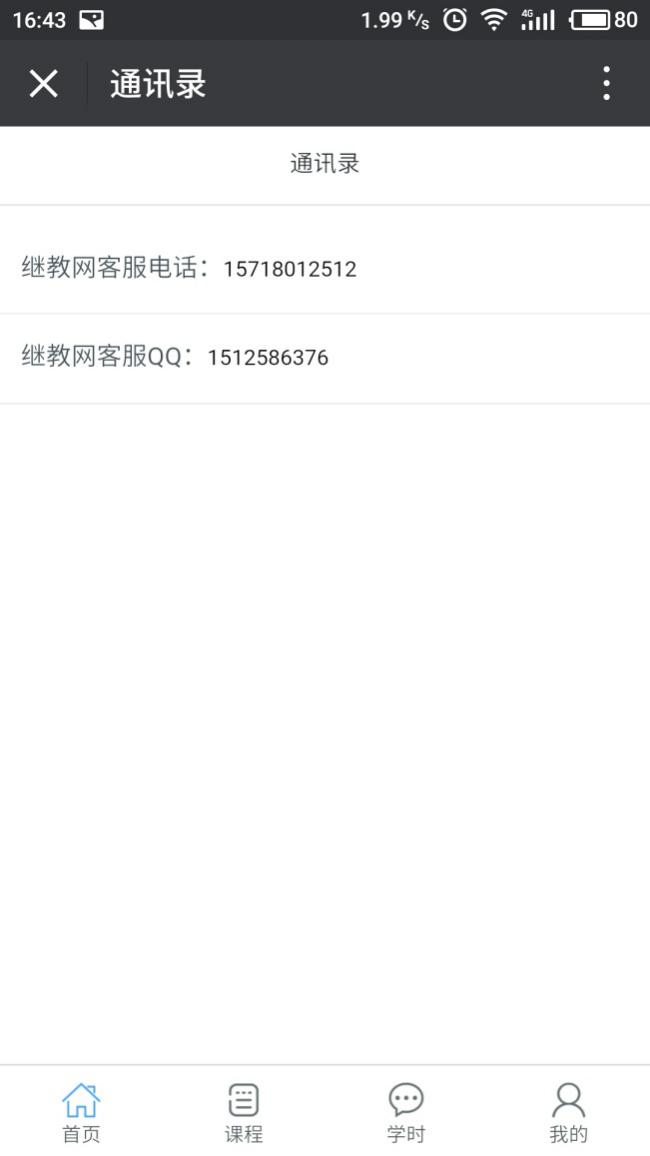 16:43 1.99 K/s 4G 80
通讯录
通讯录
继教网客服电话：15718012512
继教网客服QQ：1512586376
首页 课程 学时 我的